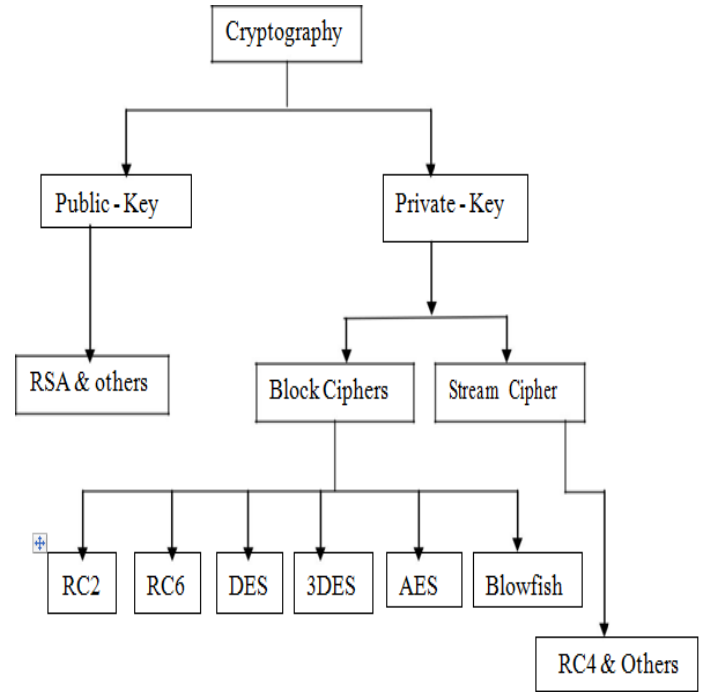 Cryptography
Public - Key
Private - Key
RSA & others
Block Ciphers
Stream Cipher
RC2
RC6
DES
3DES
AES
Blowfish
RC4 & Others